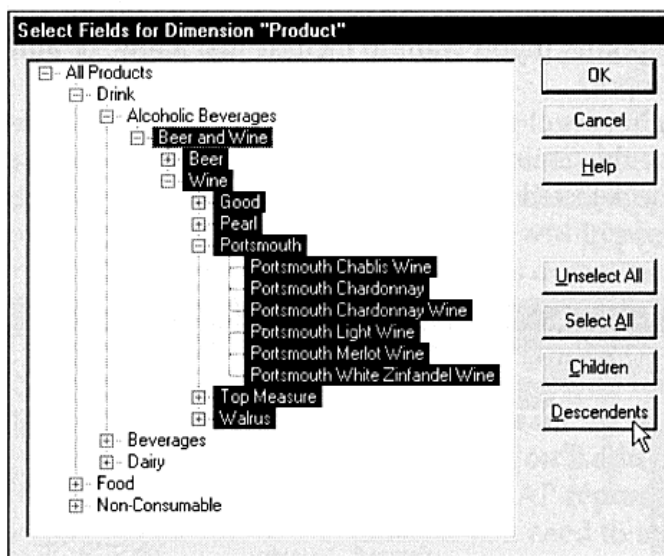 Select Fields for Dimension "Product"
All Products
Drink
Alcoholic Beverages
Beer and Wine
Beer
Wine
Good
Pearl
Portsmouth
Portsmouth Chablis Wine
Portsmouth Chardonnay
Portsmouth Chardonnay Wine
Portsmouth Light Wine
Portsmouth Merlot Wine
Portsmouth White Zinfandel Wine
Top Measure
Walrus
Beverages
Dairy
Food
Non-Consumable
OK
Cancel
Help
Unselect All
Select All
Children
Descendents